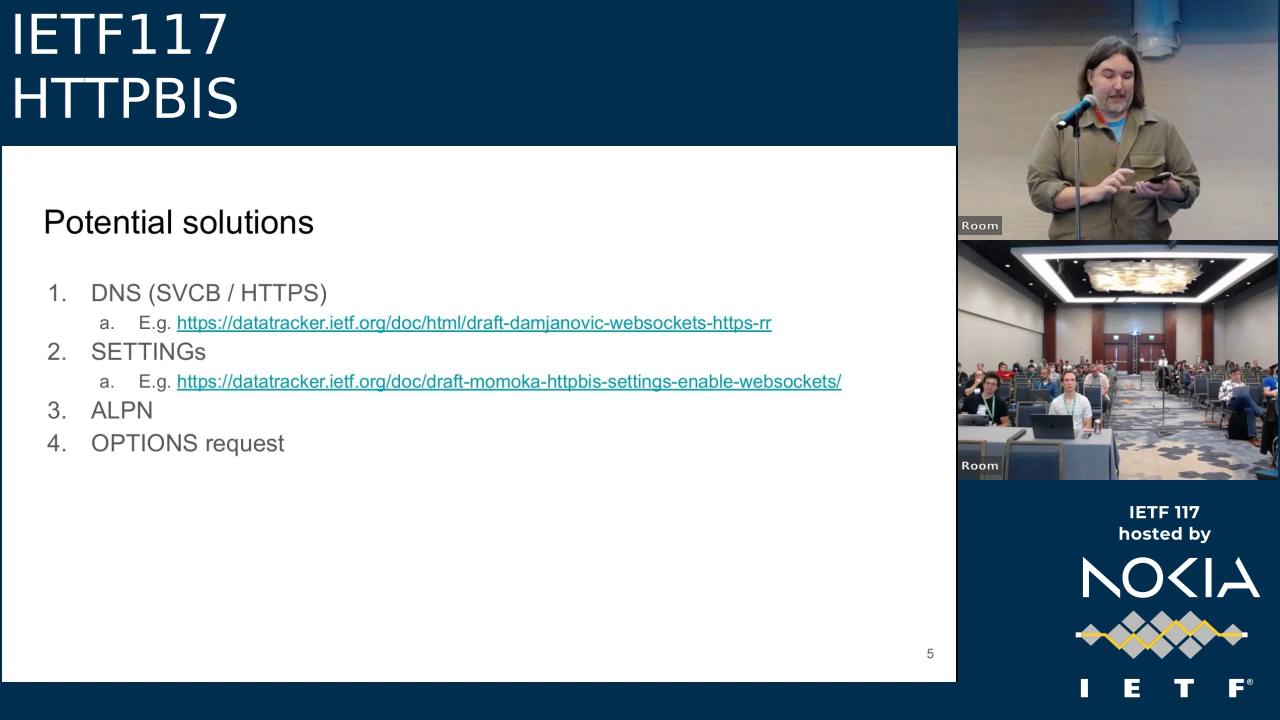 IETF117
HTTPBIS
Potential solutions
1. DNS (SVCB / HTTPS)
a. E.g. https://datatracker.ietf.org/doc/html/draft-damjanovic-websockets-https-rr
2. SETTINGs
a. E.g. https://datatracker.ietf.org/doc/draft-momoka-httpbis-settings-enable-websockets/
3. ALPN
4. OPTIONS request
5
Room
Room
IETF 117
hosted by
NOKIA
I E T F®